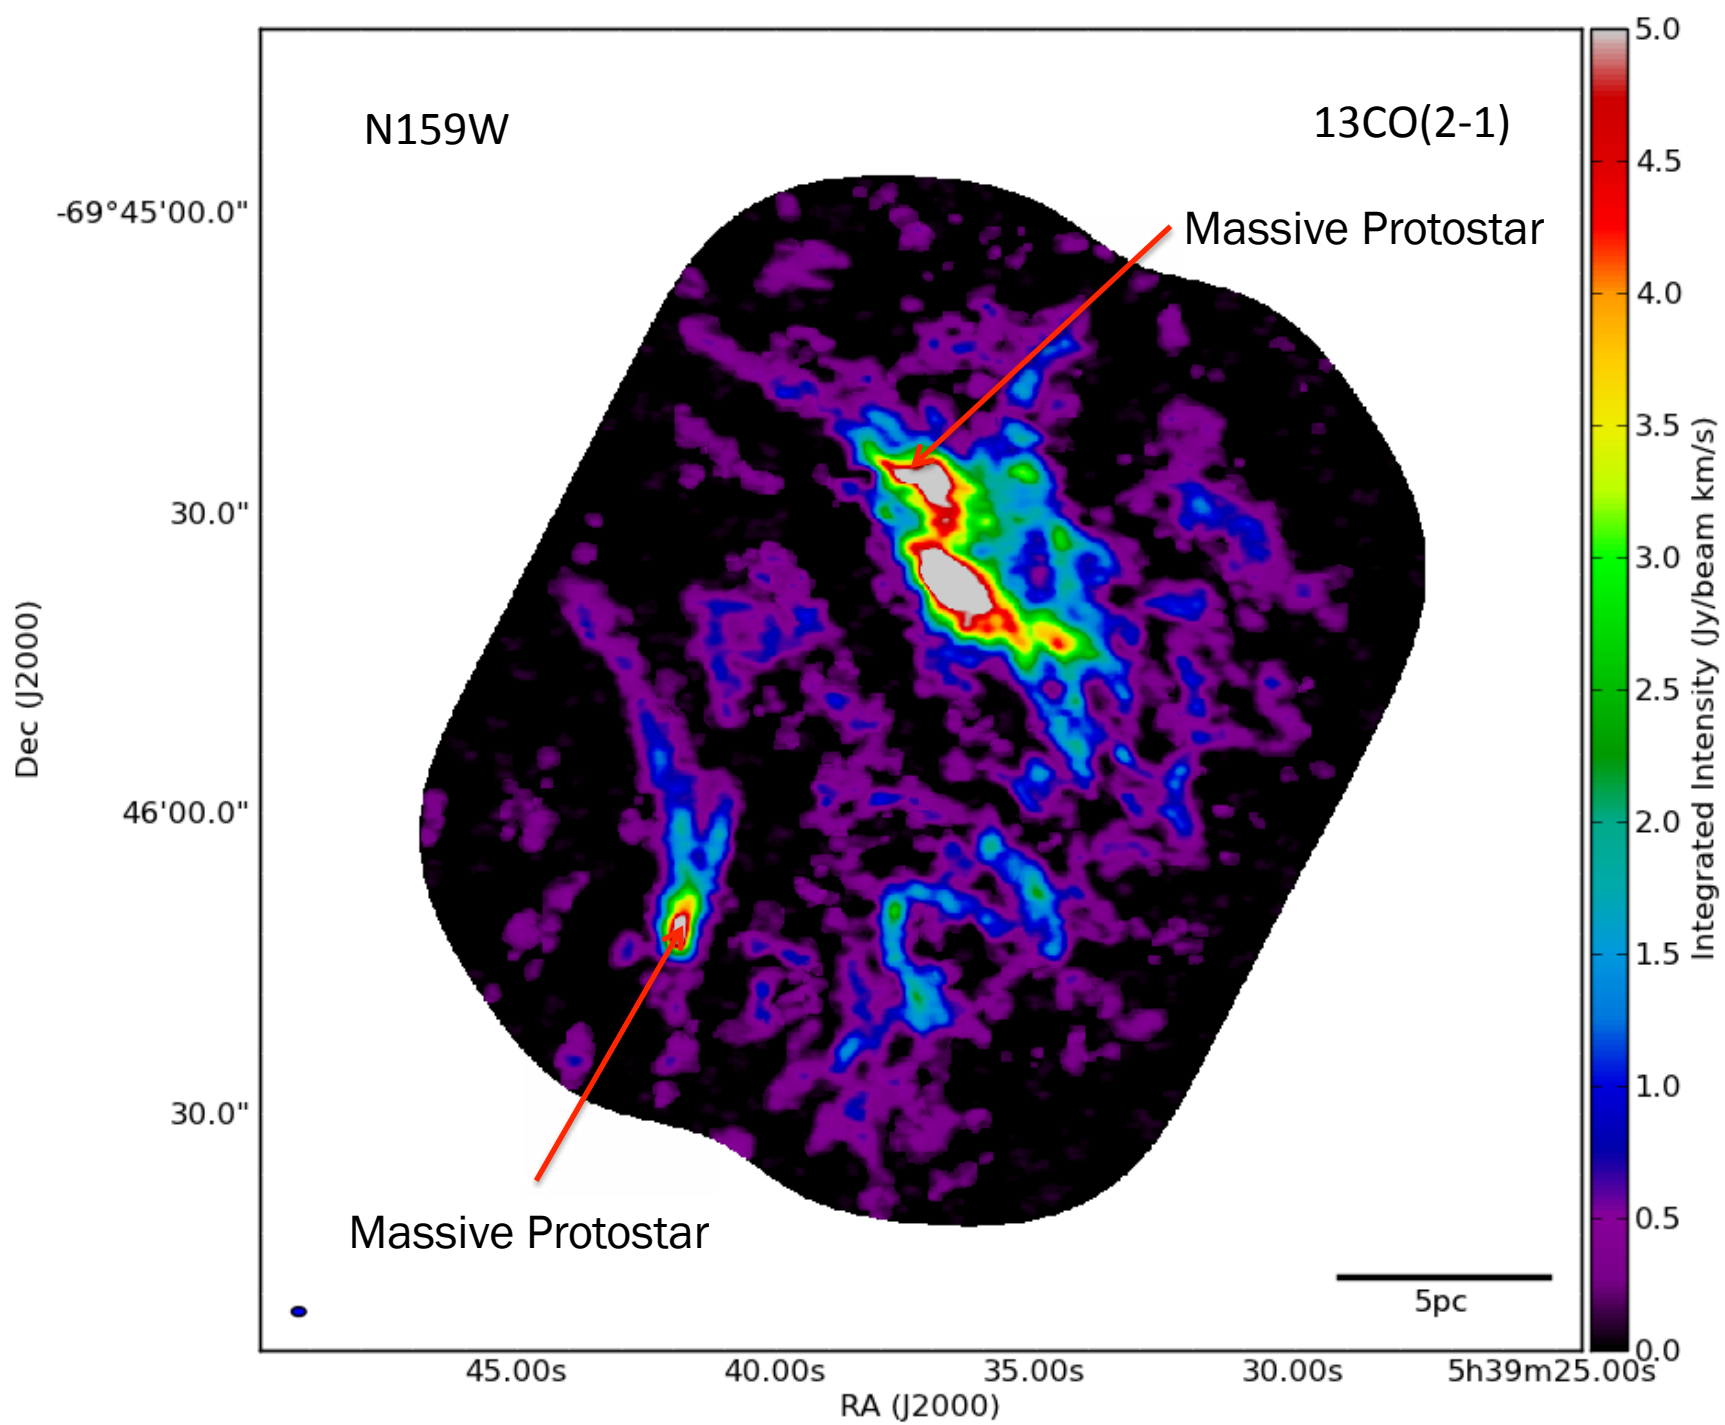 N159W
13CO(2-1)
Massive Protostar
Massive Protostar
-69°45'00.0"
30.0"
46'00.0"
30.0"
Dec (J2000)
45.00s
40.00s
35.00s
30.00s
5h39m25.00s
RA (J2000)
5pc
5.0
4.5
4.0
3.5
3.0
2.5
2.0
1.5
1.0
0.5
0.0
Integrated Intensity (Jy/beam km/s)